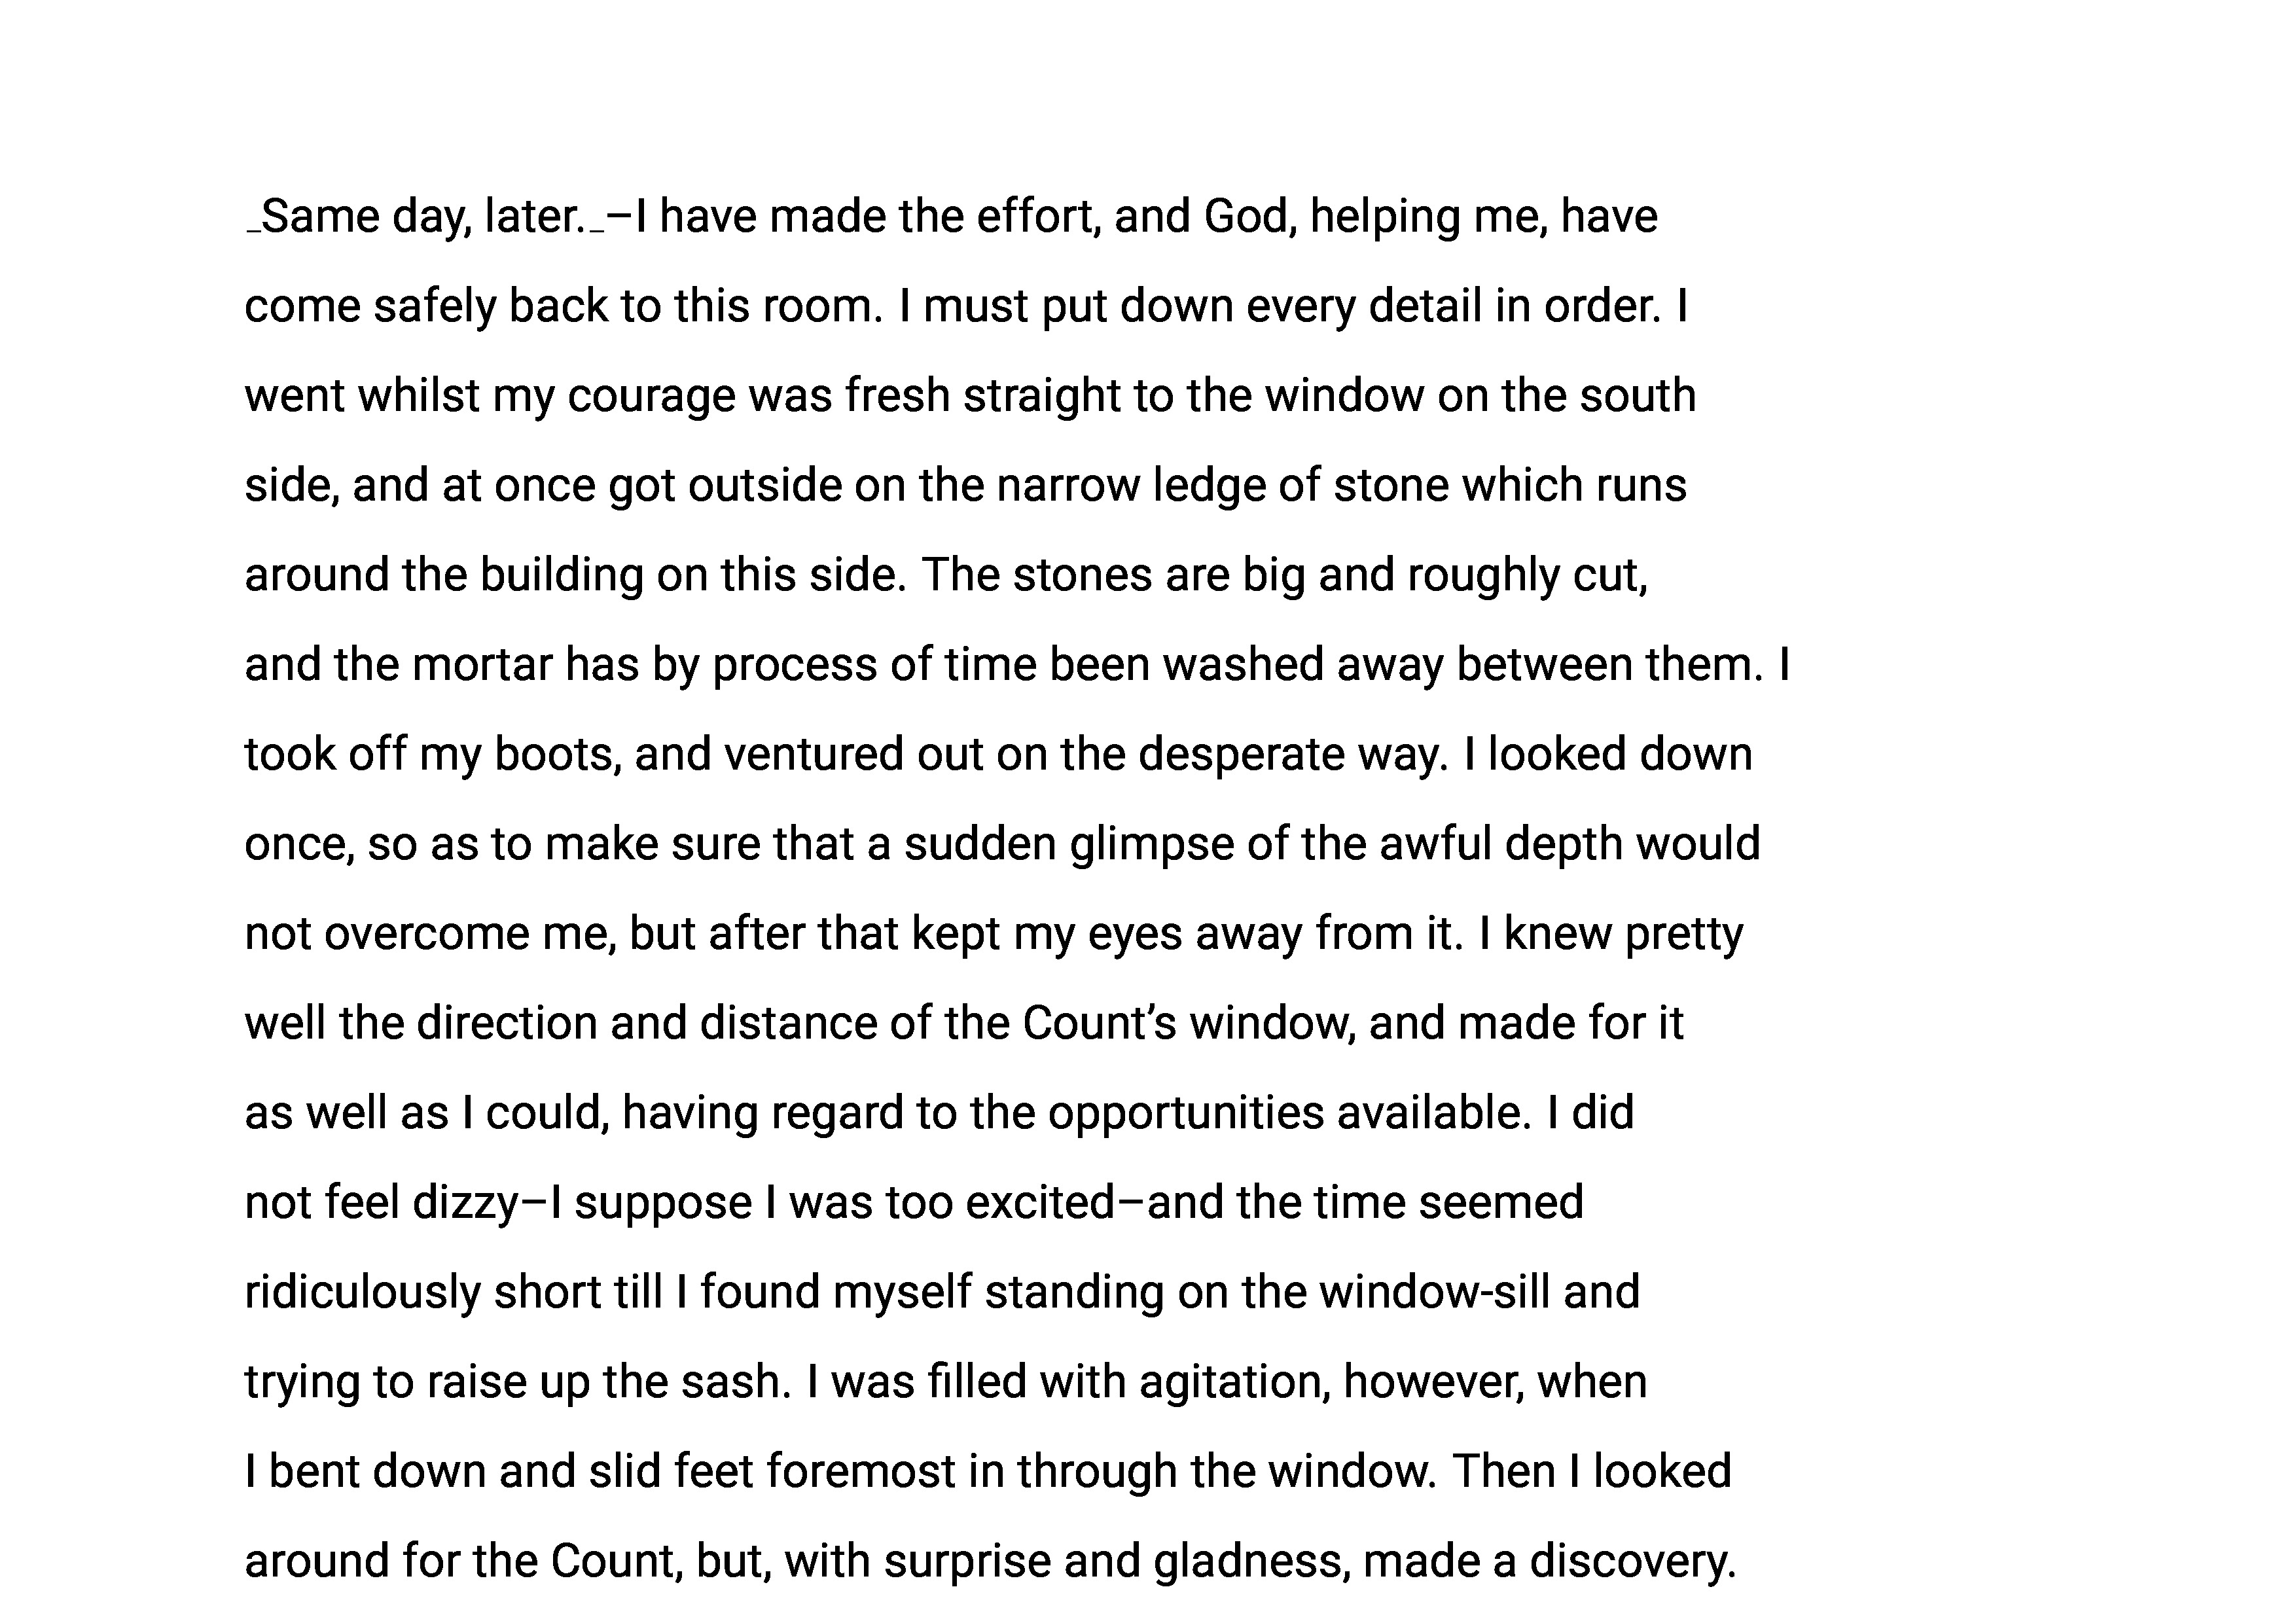 _Same day, later._–I have made the effort, and God, helping me, have
come safely back to this room. I must put down every detail in order. I
went whilst my courage was fresh straight to the window on the south
side, and at once got outside on the narrow ledge of stone which runs
around the building on this side. The stones are big and roughly cut,
and the mortar has by process of time been washed away between them. I
took off my boots, and ventured out on the desperate way. I looked down
once, so as to make sure that a sudden glimpse of the awful depth would
not overcome me, but after that kept my eyes away from it. I knew pretty
well the direction and distance of the Count’s window, and made for it
as well as I could, having regard to the opportunities available. I did
not feel dizzy–I suppose I was too excited–and the time seemed
ridiculously short till I found myself standing on the window-sill and
trying to raise up the sash. I was filled with agitation, however, when
I bent down and slid feet foremost in through the window. Then I looked
around for the Count, but, with surprise and gladness, made a discovery.